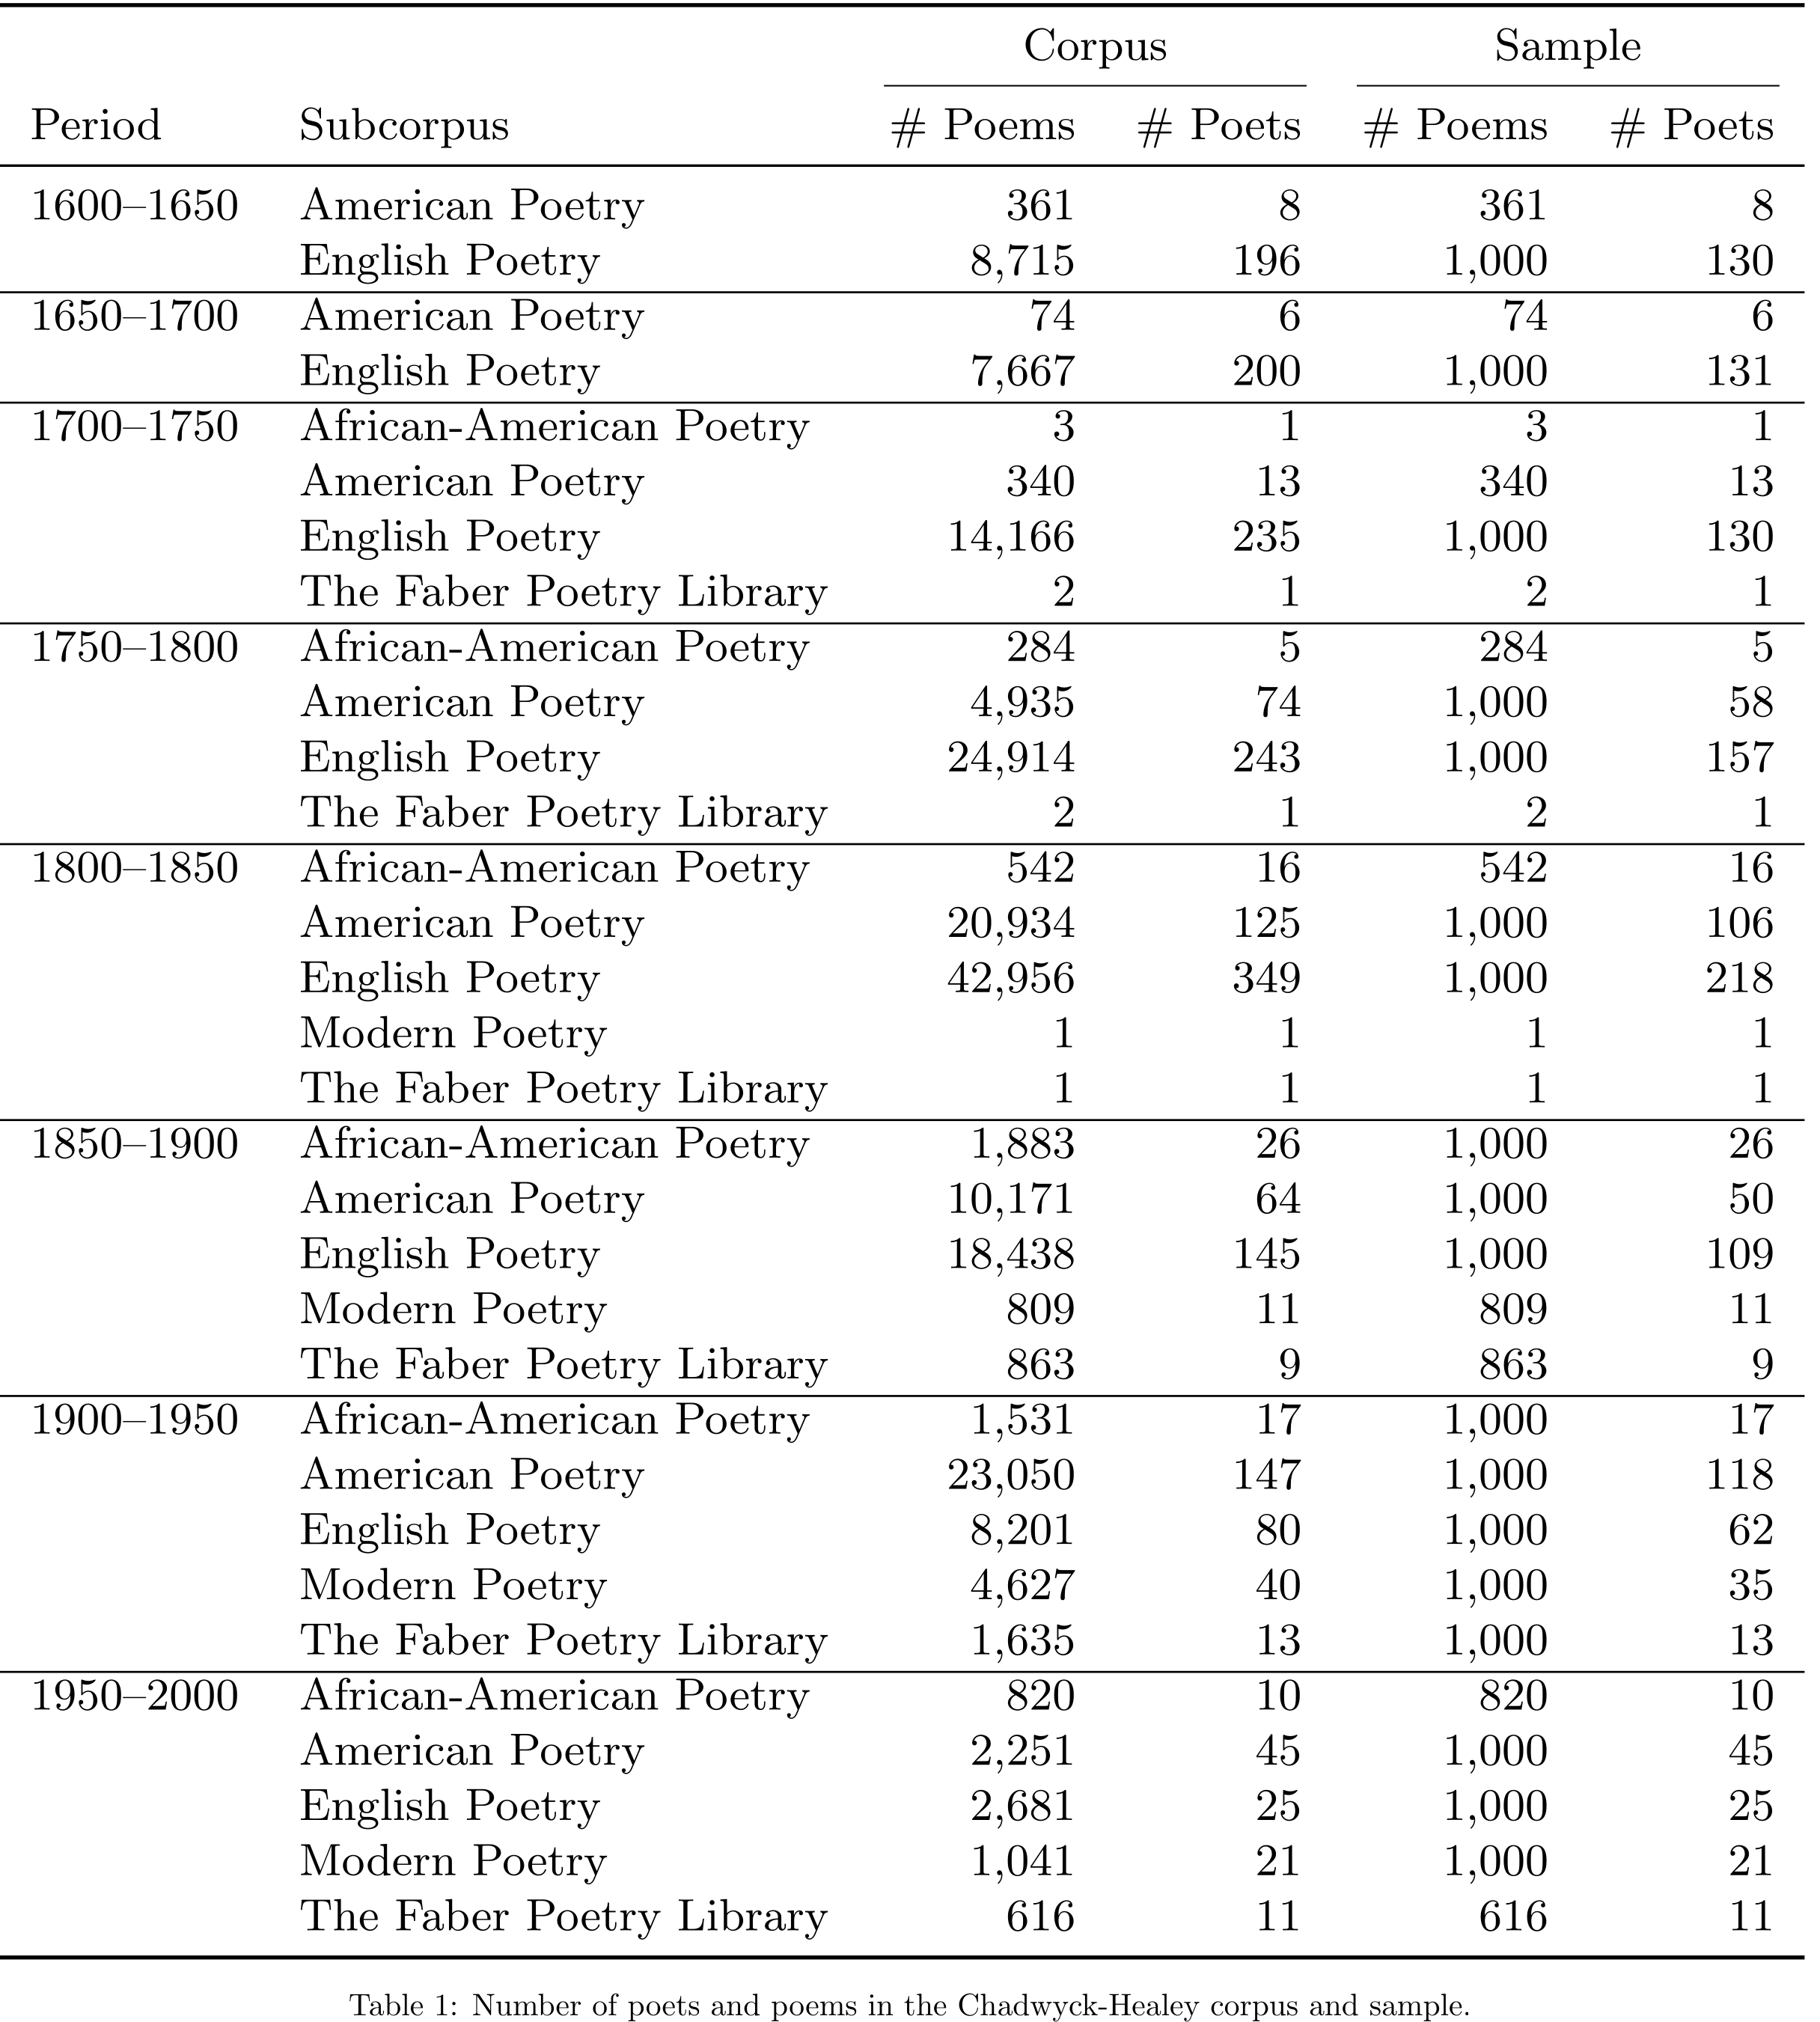 Corpus Sample
Period Subcorpus # Poems # Poets # Poems # Poets
1600–1650 American Poetry 361 8 361 8
English Poetry 8,715 196 1,000 130
1650–1700 American Poetry 74 6 74 6
English Poetry 7,667 200 1,000 131
1700–1750 African-American Poetry 3 1 3 1
American Poetry 340 13 340 13
English Poetry 14,166 235 1,000 130
The Faber Poetry Library 2 1 2 1
1750–1800 African-American Poetry 284 5 284 5
American Poetry 4,935 74 1,000 58
English Poetry 24,914 243 1,000 157
The Faber Poetry Library 2 1 2 1
1800–1850 African-American Poetry 542 16 542 16
American Poetry 20,934 125 1,000 106
English Poetry 42,956 349 1,000 218
Modern Poetry 1 1 1 1
The Faber Poetry Library 1 1 1 1
1850–1900 African-American Poetry 1,883 26 1,000 26
American Poetry 10,171 64 1,000 50
English Poetry 18,438 145 1,000 109
Modern Poetry 809 11 809 11
The Faber Poetry Library 863 9 863 9
1900–1950 African-American Poetry 1,531 17 1,000 17
American Poetry 23,050 147 1,000 118
English Poetry 8,201 80 1,000 62
Modern Poetry 4,627 40 1,000 35
The Faber Poetry Library 1,635 13 1,000 13
1950–2000 African-American Poetry 820 10 820 10
American Poetry 2,251 45 1,000 45
English Poetry 2,681 25 1,000 25
Modern Poetry 1,041 21 1,000 21
The Faber Poetry Library 616 11 616 11
Table 1: Number of poets and poems in the Chadwyck-Healey corpus and sample.